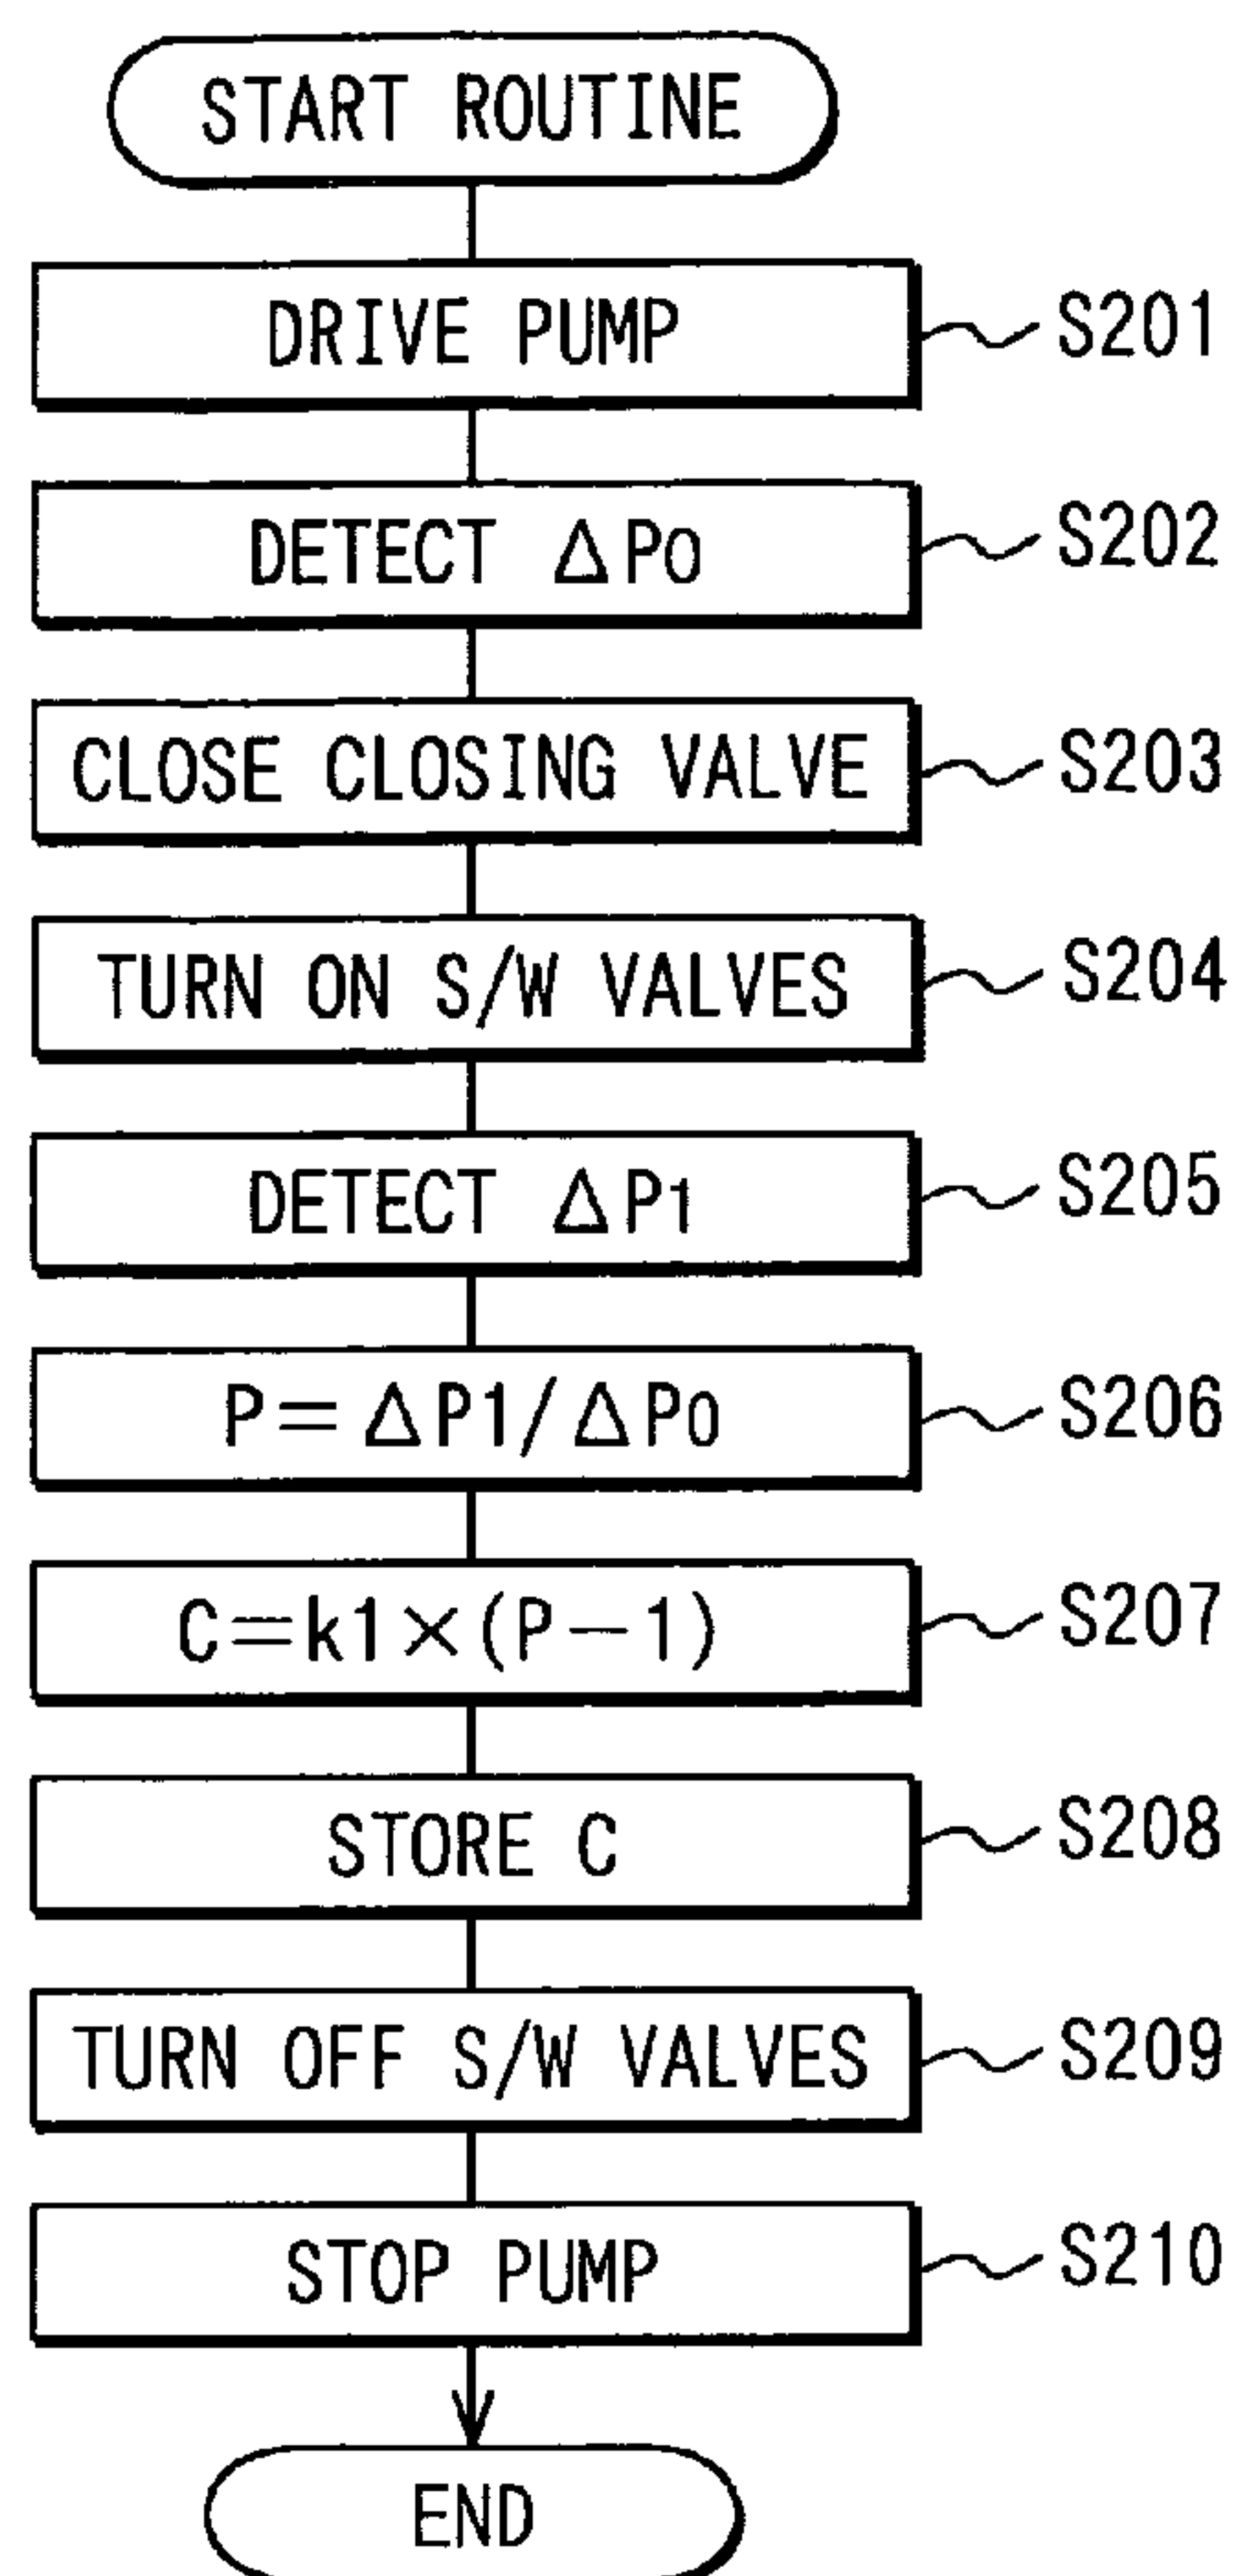 START ROUTINE
DRIVE PUMP S201
DETECT ΔP0 S202
CLOSE CLOSING VALVE S203
TURN ON S/W VALVES S204
DETECT ΔP1 S205
P=ΔP1/ΔP0 S206
C=k1×(P-1) S207
STORE C S208
TURN OFF S/W VALVES S209
STOP PUMP S210
END